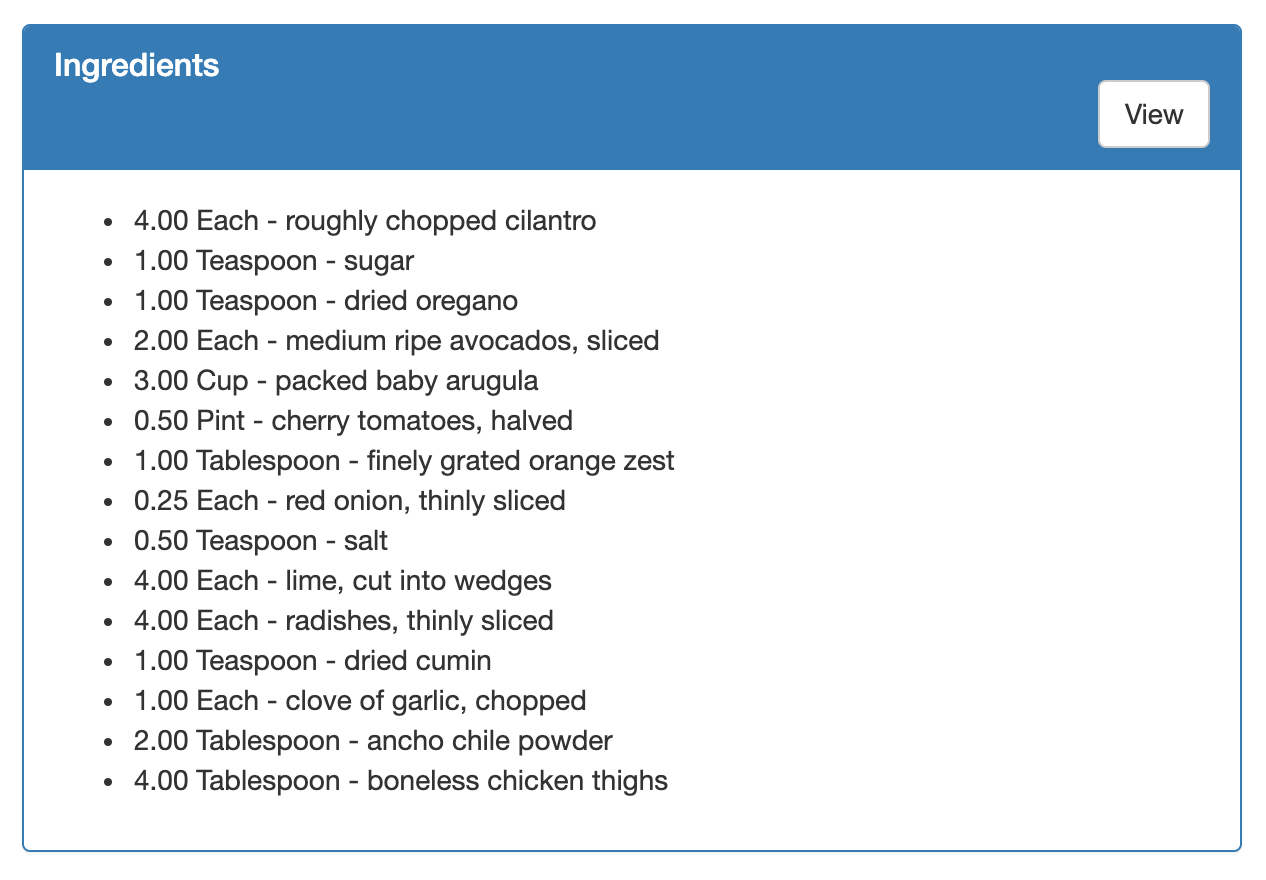 Ingredients
View
4.00 Each - roughly chopped cilantro
1.00 Teaspoon - sugar
1.00 Teaspoon - dried oregano
2.00 Each - medium ripe avocados, sliced
3.00 Cup - packed baby arugula
0.50 Pint - cherry tomatoes, halved
1.00 Tablespoon - finely grated orange zest
0.25 Each - red onion, thinly sliced
0.50 Teaspoon - salt
4.00 Each - lime, cut into wedges
4.00 Each - radishes, thinly sliced
1.00 Teaspoon - dried cumin
1.00 Each - clove of garlic, chopped
2.00 Tablespoon - ancho chile powder
4.00 Tablespoon - boneless chicken thighs